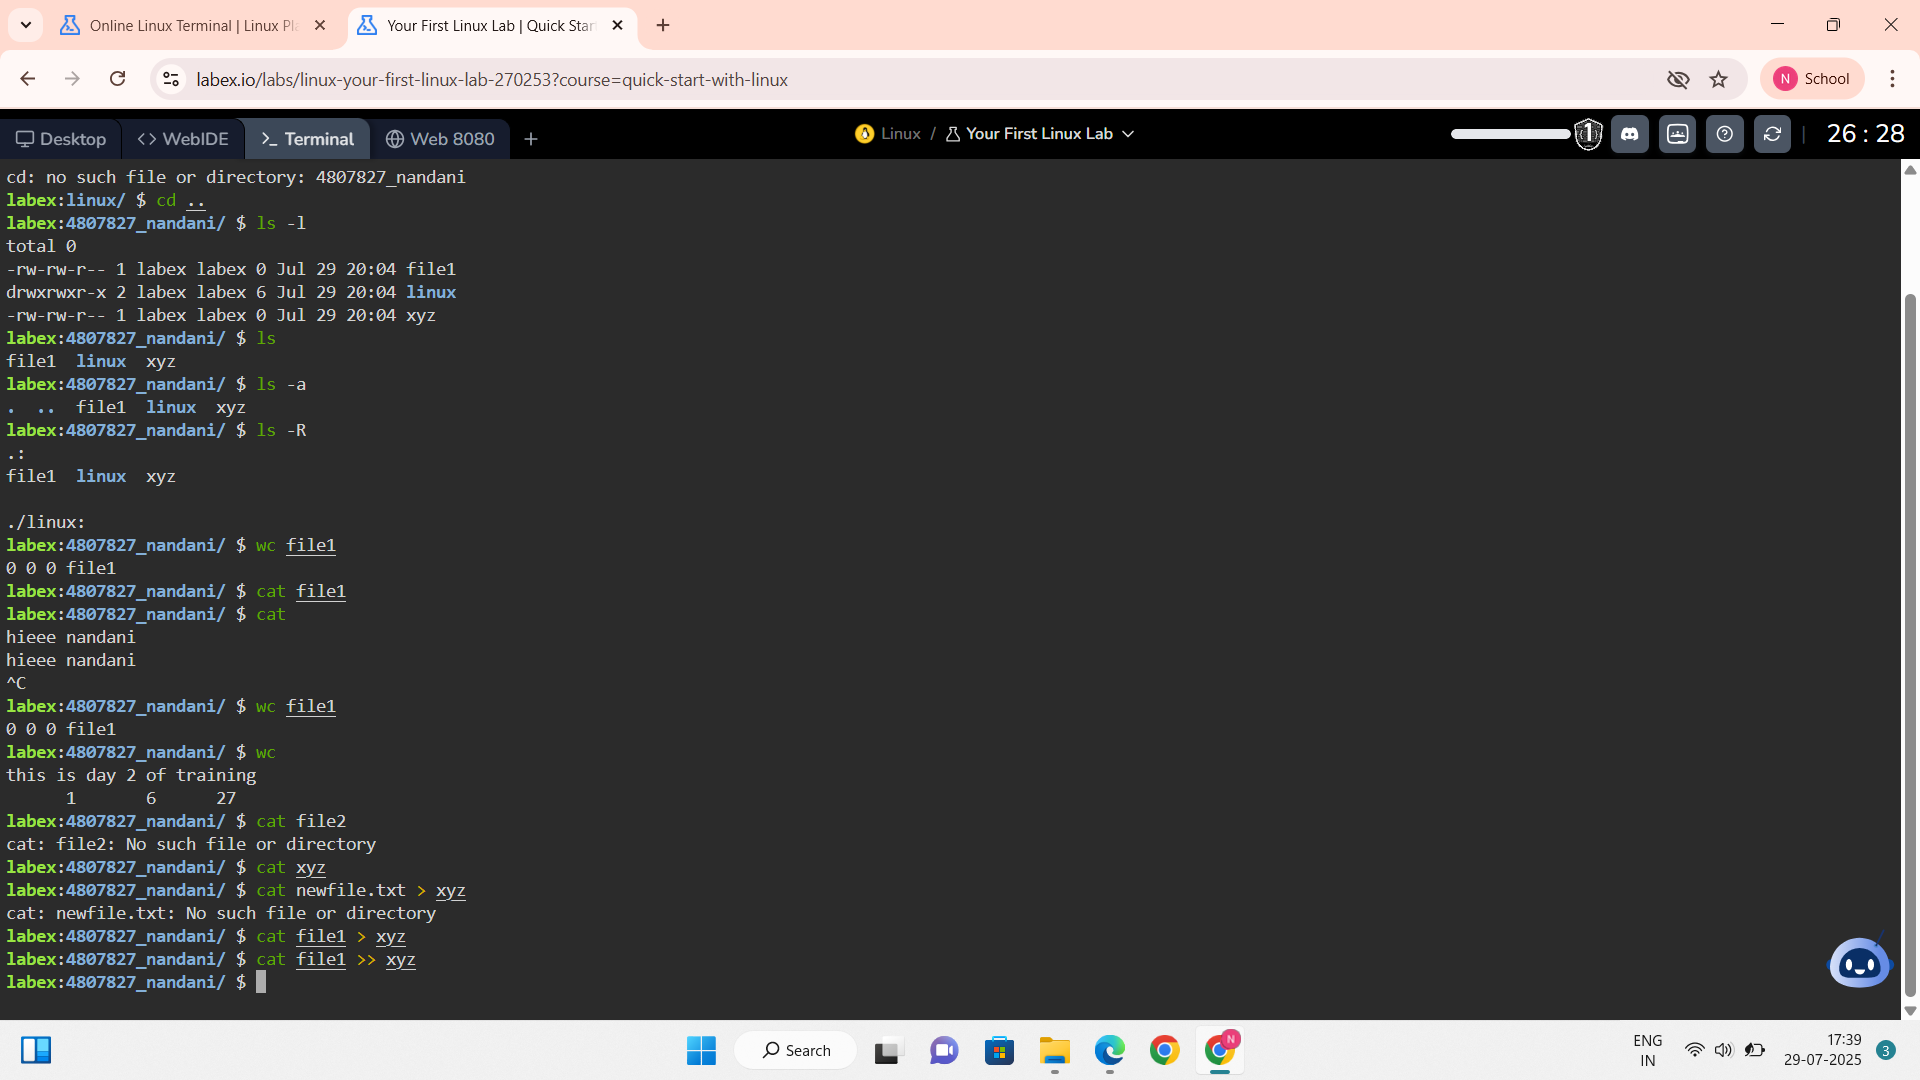 Online Linux Terminal | Linux Pla
Your First Linux Lab | Quick Star
labex.io/labs/linux-your-first-linux-lab-270253?course=quick-start-with-linux
N School
Desktop
WebIDE
Terminal
Web 8080
Linux / Your First Linux Lab
1
26 : 28
cd: no such file or directory: 4807827_nandani
labex:linux/ $ cd ..
labex:4807827_nandani/ $ ls -l
total 0
-rw-rw-r-- 1 labex labex 0 Jul 29 20:04 file1
drwxrwxr-x 2 labex labex 6 Jul 29 20:04 linux
-rw-rw-r-- 1 labex labex 0 Jul 29 20:04 xyz
labex:4807827_nandani/ $ ls
file1  linux  xyz
labex:4807827_nandani/ $ ls -a
.  ..  file1  linux  xyz
labex:4807827_nandani/ $ ls -R
.:
file1  linux  xyz
./linux:
labex:4807827_nandani/ $ wc file1
0 0 0 file1
labex:4807827_nandani/ $ cat file1
labex:4807827_nandani/ $ cat
hieee nandani
hieee nandani
^C
labex:4807827_nandani/ $ wc file1
0 0 0 file1
labex:4807827_nandani/ $ wc
this is day 2 of training
      1       6      27
labex:4807827_nandani/ $ cat file2
cat: file2: No such file or directory
labex:4807827_nandani/ $ cat xyz
labex:4807827_nandani/ $ cat newfile.txt > xyz
cat: newfile.txt: No such file or directory
labex:4807827_nandani/ $ cat file1 > xyz
labex:4807827_nandani/ $ cat file1 >> xyz
labex:4807827_nandani/ $
Search
N
ENG
IN
17:39
29-07-2025
3